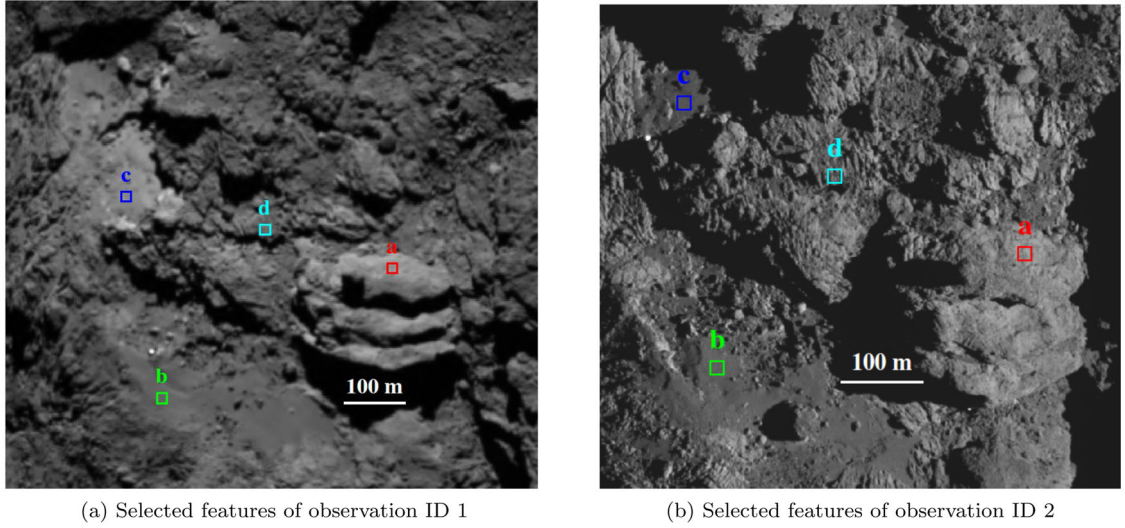 c
d
a
b
100 m
(a) Selected features of observation ID 1
c
d
a
b
100 m
(b) Selected features of observation ID 2